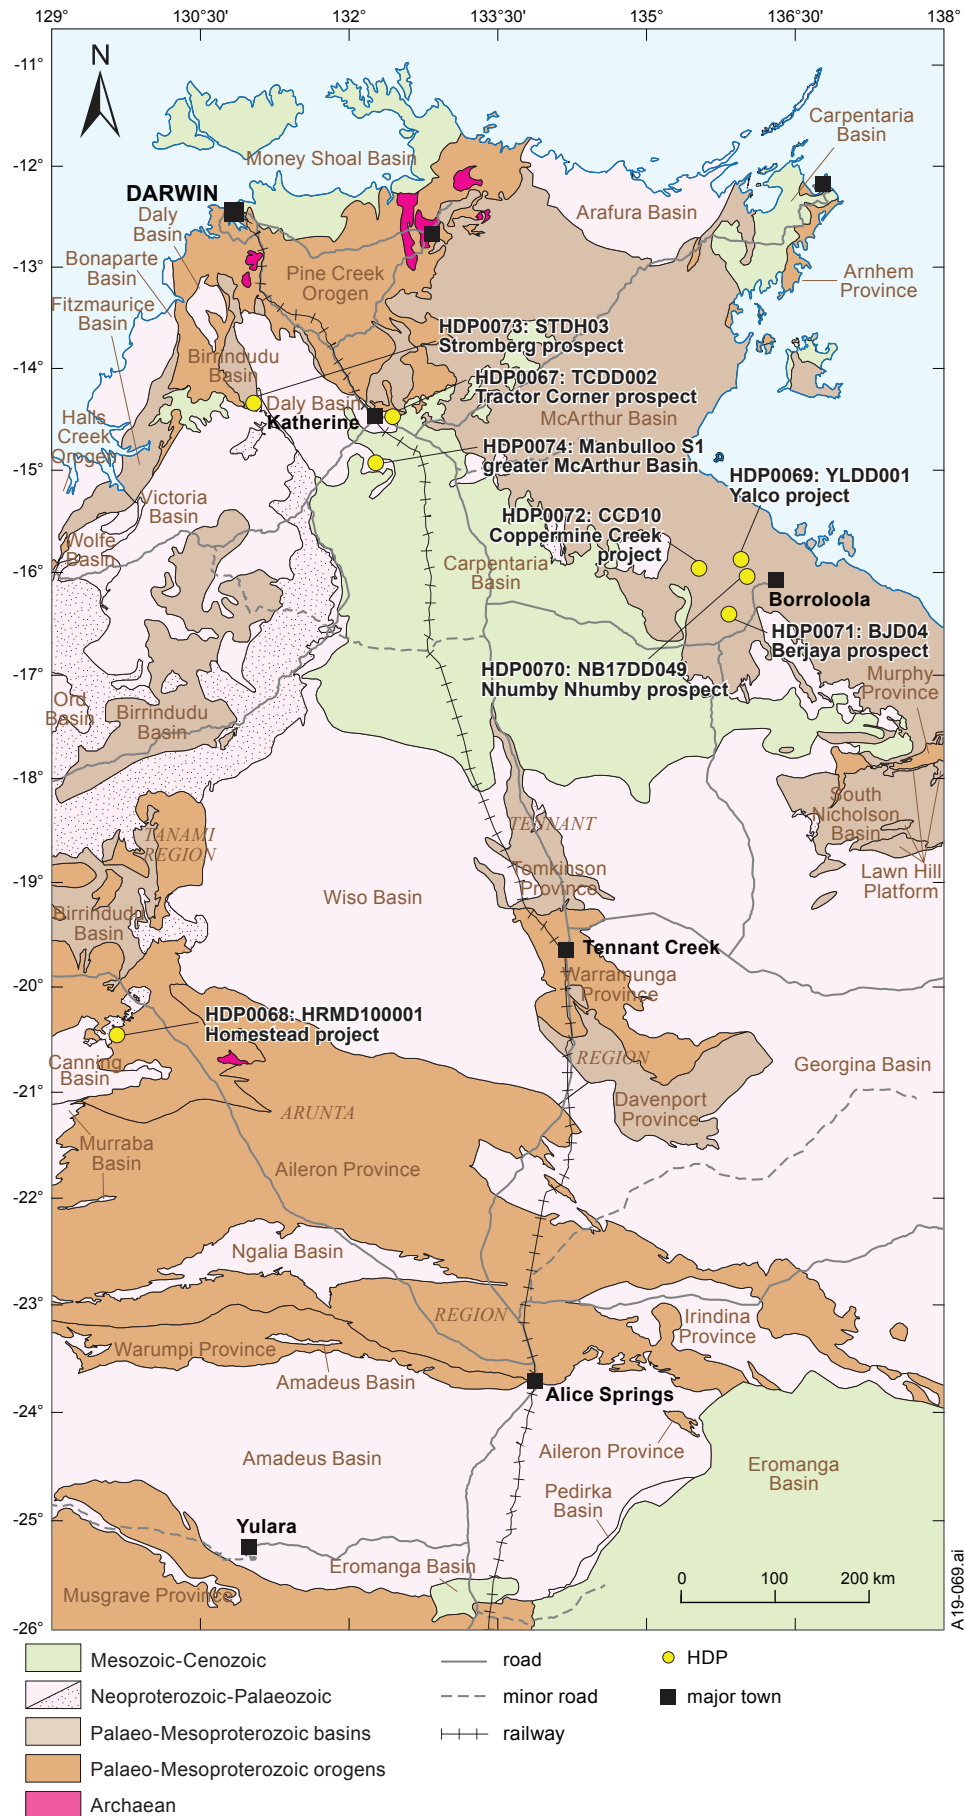 129°
130°30'
132°
133°30'
135°
136°30'
138°
-11°
-12°
-13°
-14°
-15°
-16°
-17°
-18°
-19°
-20°
-21°
-22°
-23°
-24°
-25°
-26°
N
Carpentaria
Basin
Money Shoal Basin
DARWIN
Daly
Basin
Arafura Basin
Bonaparte
Basin
Pine Creek
Orogen
Arnhem
Province
Fitzmaurice
Basin
HDP0073: STDH03
Stromberg prospect
Birrindudu
Basin
HDP0067: TCDD002
Tractor Corner prospect
Daly Basin
Katherine
McArthur Basin
Halls
Creek
Orogen
HDP0074: Manbulloo S1
greater McArthur Basin
HDP0069: YLDD001
Yalco project
Victoria
Basin
HDP0072: CCD10
Coppermine Creek
project
Wolfe
Basin
Carpentaria
Basin
Borroloola
HDP0071: BJD04
Berjaya prospect
HDP0070: NB17DD049
Nhumby Nhumby prospect
Murphy
Province
Ord
Basin
Birrindudu
Basin
South
Nicholson
Basin
TANAMI
REGION
TENNANT
Tomkinson
Province
Lawn Hill
Platform
Wiso Basin
Birrindudu
Basin
Tennant Creek
Warramunga
Province
HDP0068: HRMD100001
Homestead project
Canning
Basin
REGION
Georgina Basin
Davenport
Province
ARUNTA
Murraba
Basin
Aileron Province
Ngalia Basin
REGION
Irindina
Province
Warumpi Province
Amadeus Basin
Alice Springs
Aileron Province
Amadeus Basin
Eromanga
Basin
Pedirka
Basin
Yulara
Eromanga Basin
Musgrave Province
0
100
200 km
A19-069.ai
Mesozoic-Cenozoic
Neoproterozoic-Palaeozoic
Palaeo-Mesoproterozoic basins
Palaeo-Mesoproterozoic orogens
Archaean
road
minor road
railway
HDP
major town